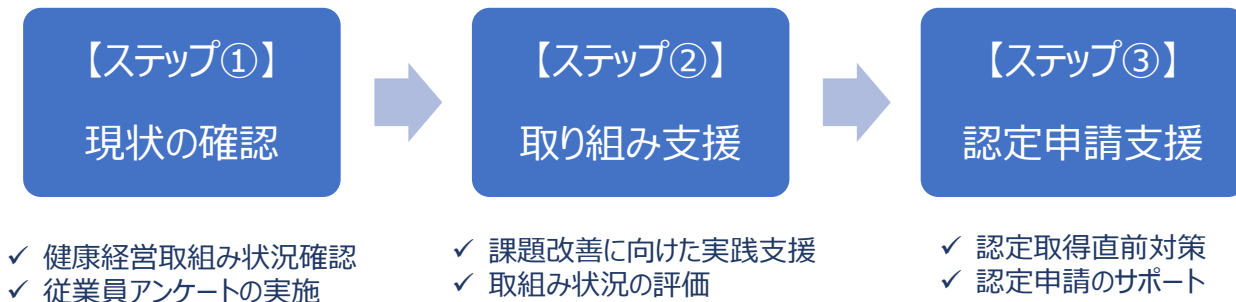 【ステップ①】
現状の確認
✓ 健康経営取組み状況確認
✓ 従業員アンケートの実施
【ステップ②】
取り組み支援
✓ 課題改善に向けた実践支援
✓ 取組み状況の評価
【ステップ③】
認定申請支援
✓ 認定取得直前対策
✓ 認定申請のサポート